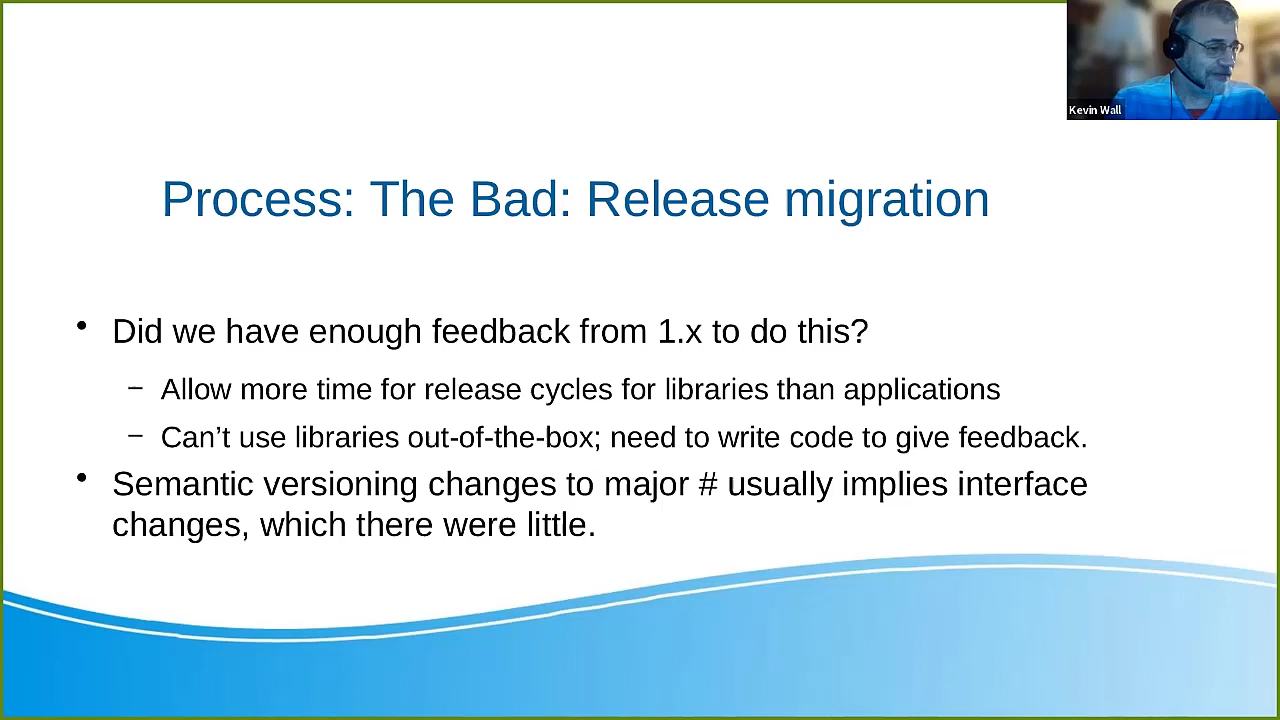 Kevin Wall
Process: The Bad: Release migration
• Did we have enough feedback from 1.x to do this?
– Allow more time for release cycles for libraries than applications
– Can’t use libraries out-of-the-box; need to write code to give feedback.
• Semantic versioning changes to major # usually implies interface
changes, which there were little.